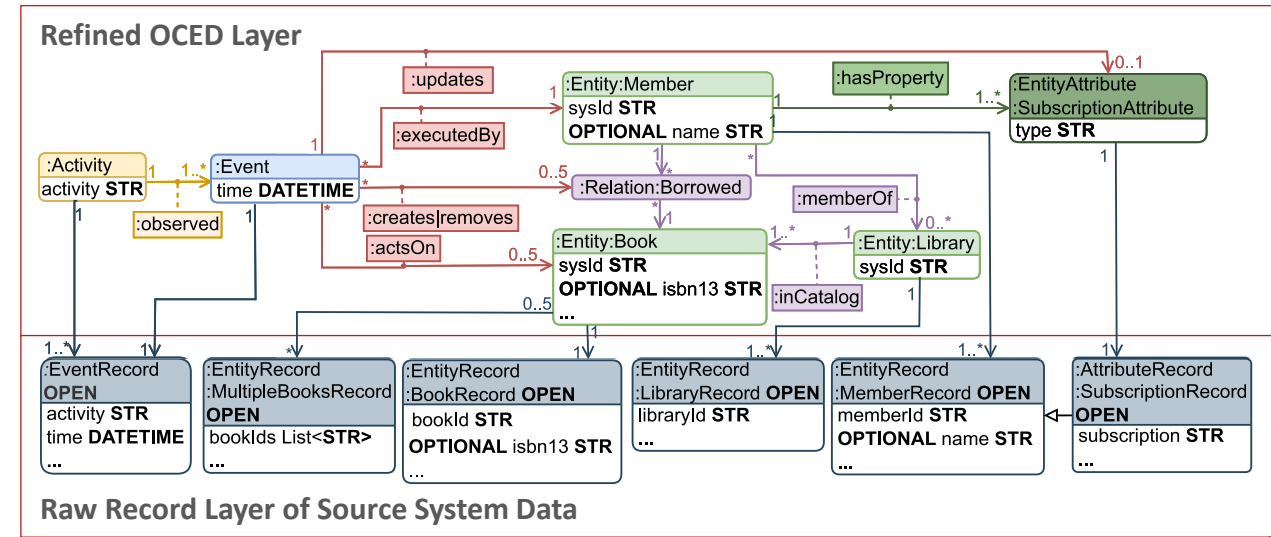 Refined OCED Layer
:updates
0..1
:Entity:Member
sysId STR
OPTIONAL name STR
:hasProperty
1
1..*
:EntityAttribute
:SubscriptionAttribute
type STR
1
1
:executedBy
1
*
:Activity
activity STR
1
1..*
:observed
1
:Event
time DATETIME
1
*
*
0..5
:creates|removes
:Relation:Borrowed
1
*
*
1
*
:memberOf
0..*
:actsOn
*
0..5
:Entity:Book
sysId STR
OPTIONAL isbn13 STR
...
1..*
1
:inCatalog
:Entity:Library
sysId STR
1
0..5
1
1..*
1
*
1
1..*
1..*
1
:EventRecord
OPEN
activity STR
time DATETIME
...
:EntityRecord
:MultipleBooksRecord
OPEN
bookIds List<STR>
...
:EntityRecord
:BookRecord OPEN
bookId STR
OPTIONAL isbn13 STR
...
:EntityRecord
:LibraryRecord OPEN
libraryId STR
...
:EntityRecord
:MemberRecord OPEN
memberId STR
OPTIONAL name STR
...
:AttributeRecord
:SubscriptionRecord
OPEN
subscription STR
...
Raw Record Layer of Source System Data